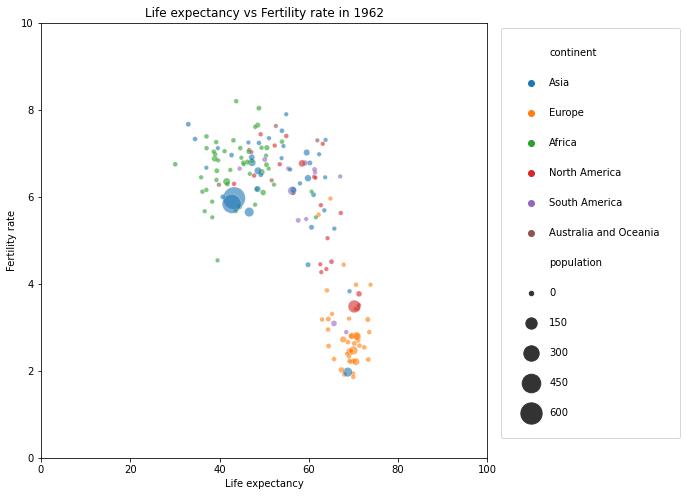 Life expectancy vs Fertility rate in 1962
10
8
6
4
2
0
Fertility rate
0 20 40 60 80 100
Life expectancy
continent
Asia
Europe
Africa
North America
South America
Australia and Oceania
population
0
150
300
450
600